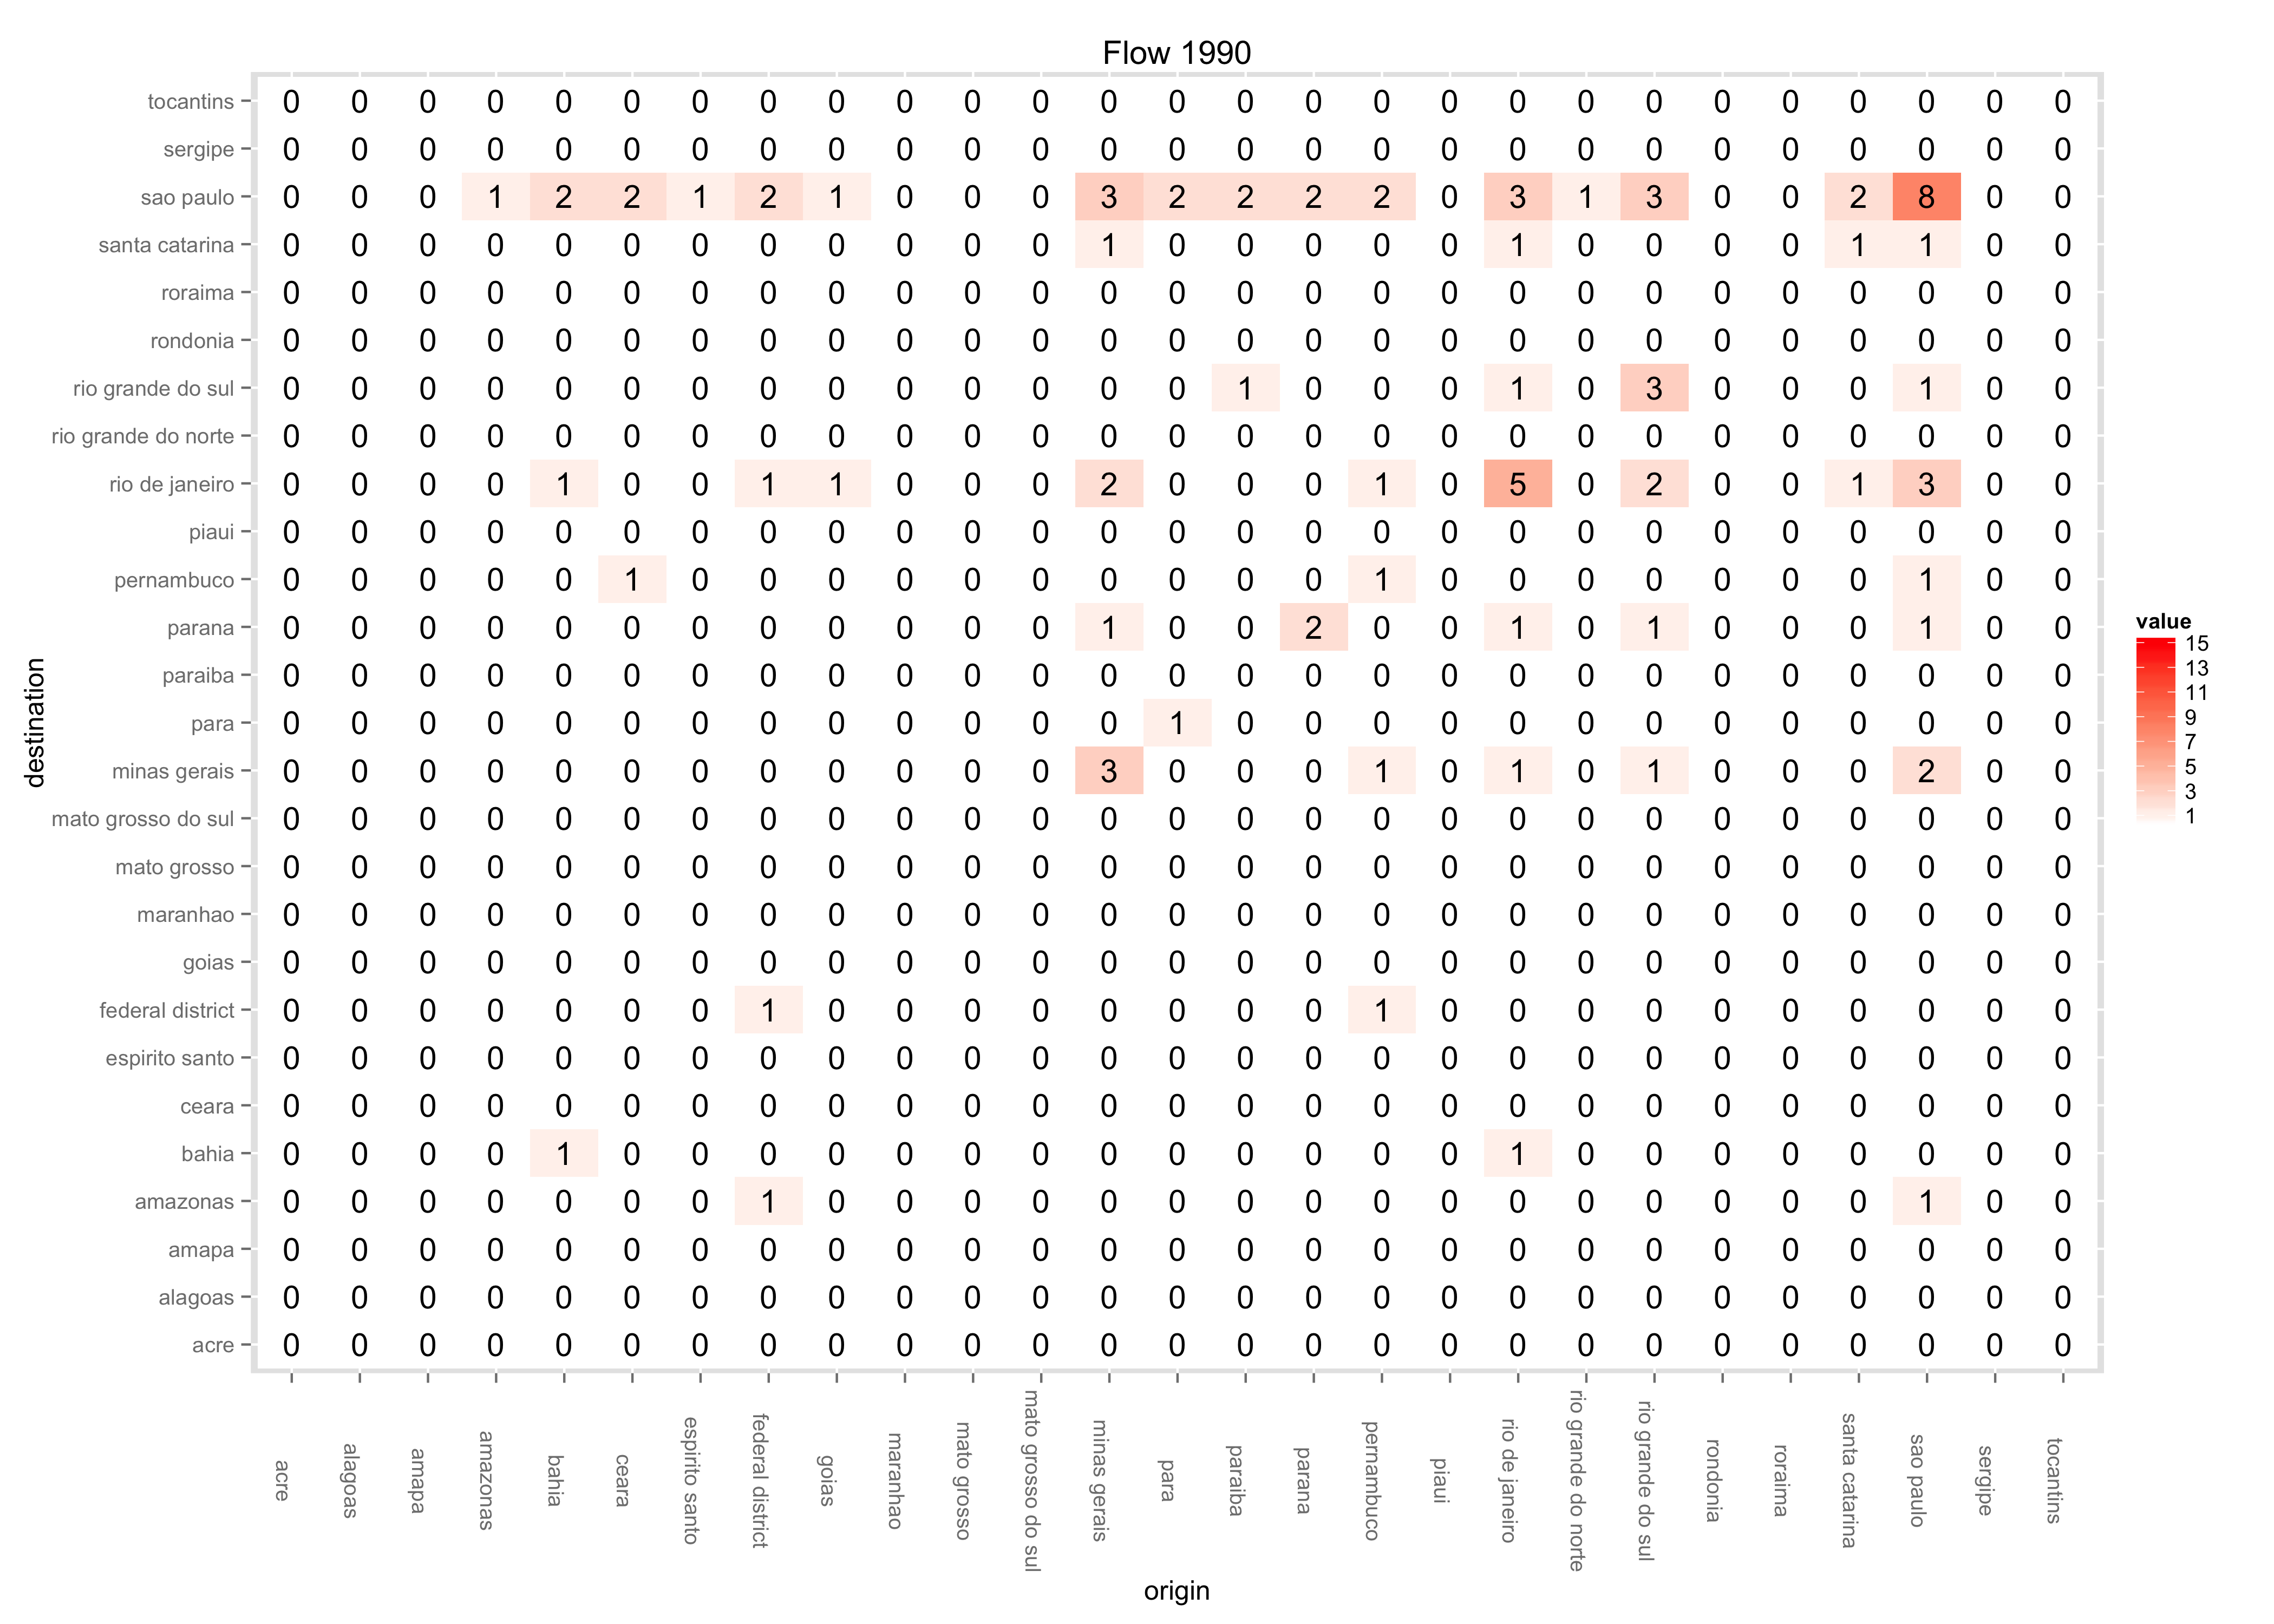 Flow 1990
tocantins 0 0 0 0 0 0 0 0 0 0 0 0 0 0 0 0 0 0 0 0 0 0 0 0 0 0 0
sergipe 0 0 0 0 0 0 0 0 0 0 0 0 0 0 0 0 0 0 0 0 0 0 0 0 0 0 0
sao paulo 0 0 0 1 2 2 1 2 1 0 0 0 3 2 2 2 2 0 3 1 3 0 0 2 8 0 0
santa catarina 0 0 0 0 0 0 0 0 0 0 0 0 1 0 0 0 0 0 1 0 0 0 0 1 1 0 0
roraima 0 0 0 0 0 0 0 0 0 0 0 0 0 0 0 0 0 0 0 0 0 0 0 0 0 0 0
rondonia 0 0 0 0 0 0 0 0 0 0 0 0 0 0 0 0 0 0 0 0 0 0 0 0 0 0 0
rio grande do sul 0 0 0 0 0 0 0 0 0 0 0 0 0 0 1 0 0 0 1 0 3 0 0 0 1 0 0
rio grande do norte 0 0 0 0 0 0 0 0 0 0 0 0 0 0 0 0 0 0 0 0 0 0 0 0 0 0 0
rio de janeiro 0 0 0 0 1 0 0 1 1 0 0 0 2 0 0 0 1 0 5 0 2 0 0 1 3 0 0
piaui 0 0 0 0 0 0 0 0 0 0 0 0 0 0 0 0 0 0 0 0 0 0 0 0 0 0 0
pernambuco 0 0 0 0 0 1 0 0 0 0 0 0 0 0 0 0 1 0 0 0 0 0 0 0 1 0 0
parana 0 0 0 0 0 0 0 0 0 0 0 0 1 0 0 2 0 0 1 0 1 0 0 0 1 0 0
paraiba 0 0 0 0 0 0 0 0 0 0 0 0 0 0 0 0 0 0 0 0 0 0 0 0 0 0 0
para 0 0 0 0 0 0 0 0 0 0 0 0 0 1 0 0 0 0 0 0 0 0 0 0 0 0 0
minas gerais 0 0 0 0 0 0 0 0 0 0 0 0 3 0 0 0 1 0 1 0 1 0 0 0 2 0 0
mato grosso do sul 0 0 0 0 0 0 0 0 0 0 0 0 0 0 0 0 0 0 0 0 0 0 0 0 0 0 0
mato grosso 0 0 0 0 0 0 0 0 0 0 0 0 0 0 0 0 0 0 0 0 0 0 0 0 0 0 0
maranhao 0 0 0 0 0 0 0 0 0 0 0 0 0 0 0 0 0 0 0 0 0 0 0 0 0 0 0
goias 0 0 0 0 0 0 0 0 0 0 0 0 0 0 0 0 0 0 0 0 0 0 0 0 0 0 0
federal district 0 0 0 0 0 0 0 1 0 0 0 0 0 0 0 0 1 0 0 0 0 0 0 0 0 0 0
espirito santo 0 0 0 0 0 0 0 0 0 0 0 0 0 0 0 0 0 0 0 0 0 0 0 0 0 0 0
ceara 0 0 0 0 0 0 0 0 0 0 0 0 0 0 0 0 0 0 0 0 0 0 0 0 0 0 0
bahia 0 0 0 0 1 0 0 0 0 0 0 0 0 0 0 0 0 0 1 0 0 0 0 0 0 0 0
amazonas 0 0 0 0 0 0 0 1 0 0 0 0 0 0 0 0 0 0 0 0 0 0 0 0 1 0 0
amapa 0 0 0 0 0 0 0 0 0 0 0 0 0 0 0 0 0 0 0 0 0 0 0 0 0 0 0
alagoas 0 0 0 0 0 0 0 0 0 0 0 0 0 0 0 0 0 0 0 0 0 0 0 0 0 0 0
acre 0 0 0 0 0 0 0 0 0 0 0 0 0 0 0 0 0 0 0 0 0 0 0 0 0 0 0
destination
acre
alagoas
amapa
amazonas
bahia
ceara
espirito santo
federal district
goias
maranhao
mato grosso
mato grosso do sul
minas gerais
para
paraiba
parana
pernambuco
piaui
rio de janeiro
rio grande do norte
rio grande do sul
rondonia
roraima
santa catarina
sao paulo
sergipe
tocantins
origin
value
15
13
11
9
7
5
3
1